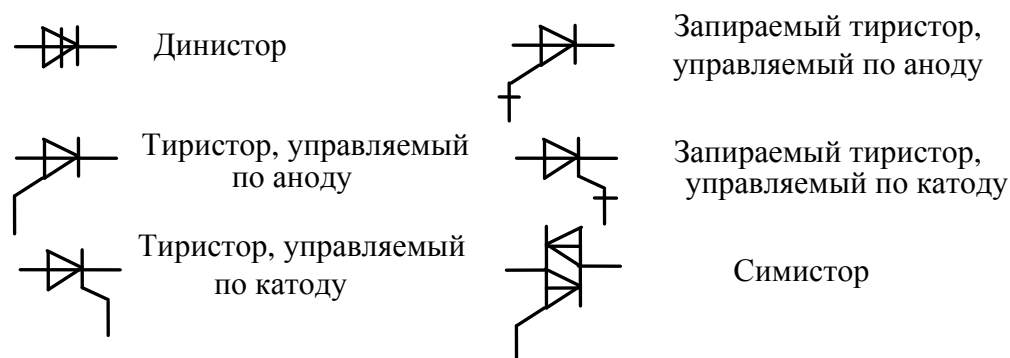 Динистор
Запираемый тиристор,
управляемый по аноду
Тиристор, управляемый
по аноду
Запираемый тиристор,
управляемый по катоду
Тиристор, управляемый
по катоду
Симистор